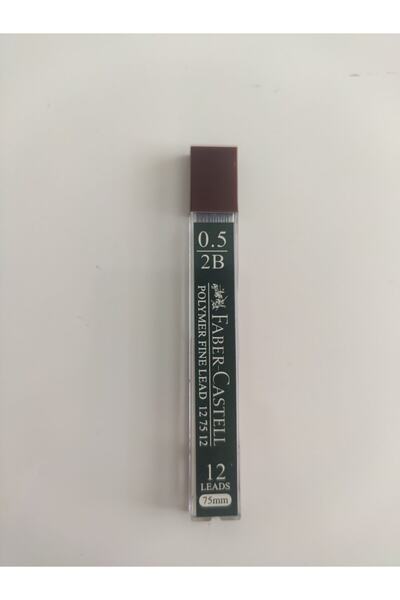 0.5
2B
FABER-CASTELL
POLYMER FINE LEAD 12 75 12
12
LEADS
75mm